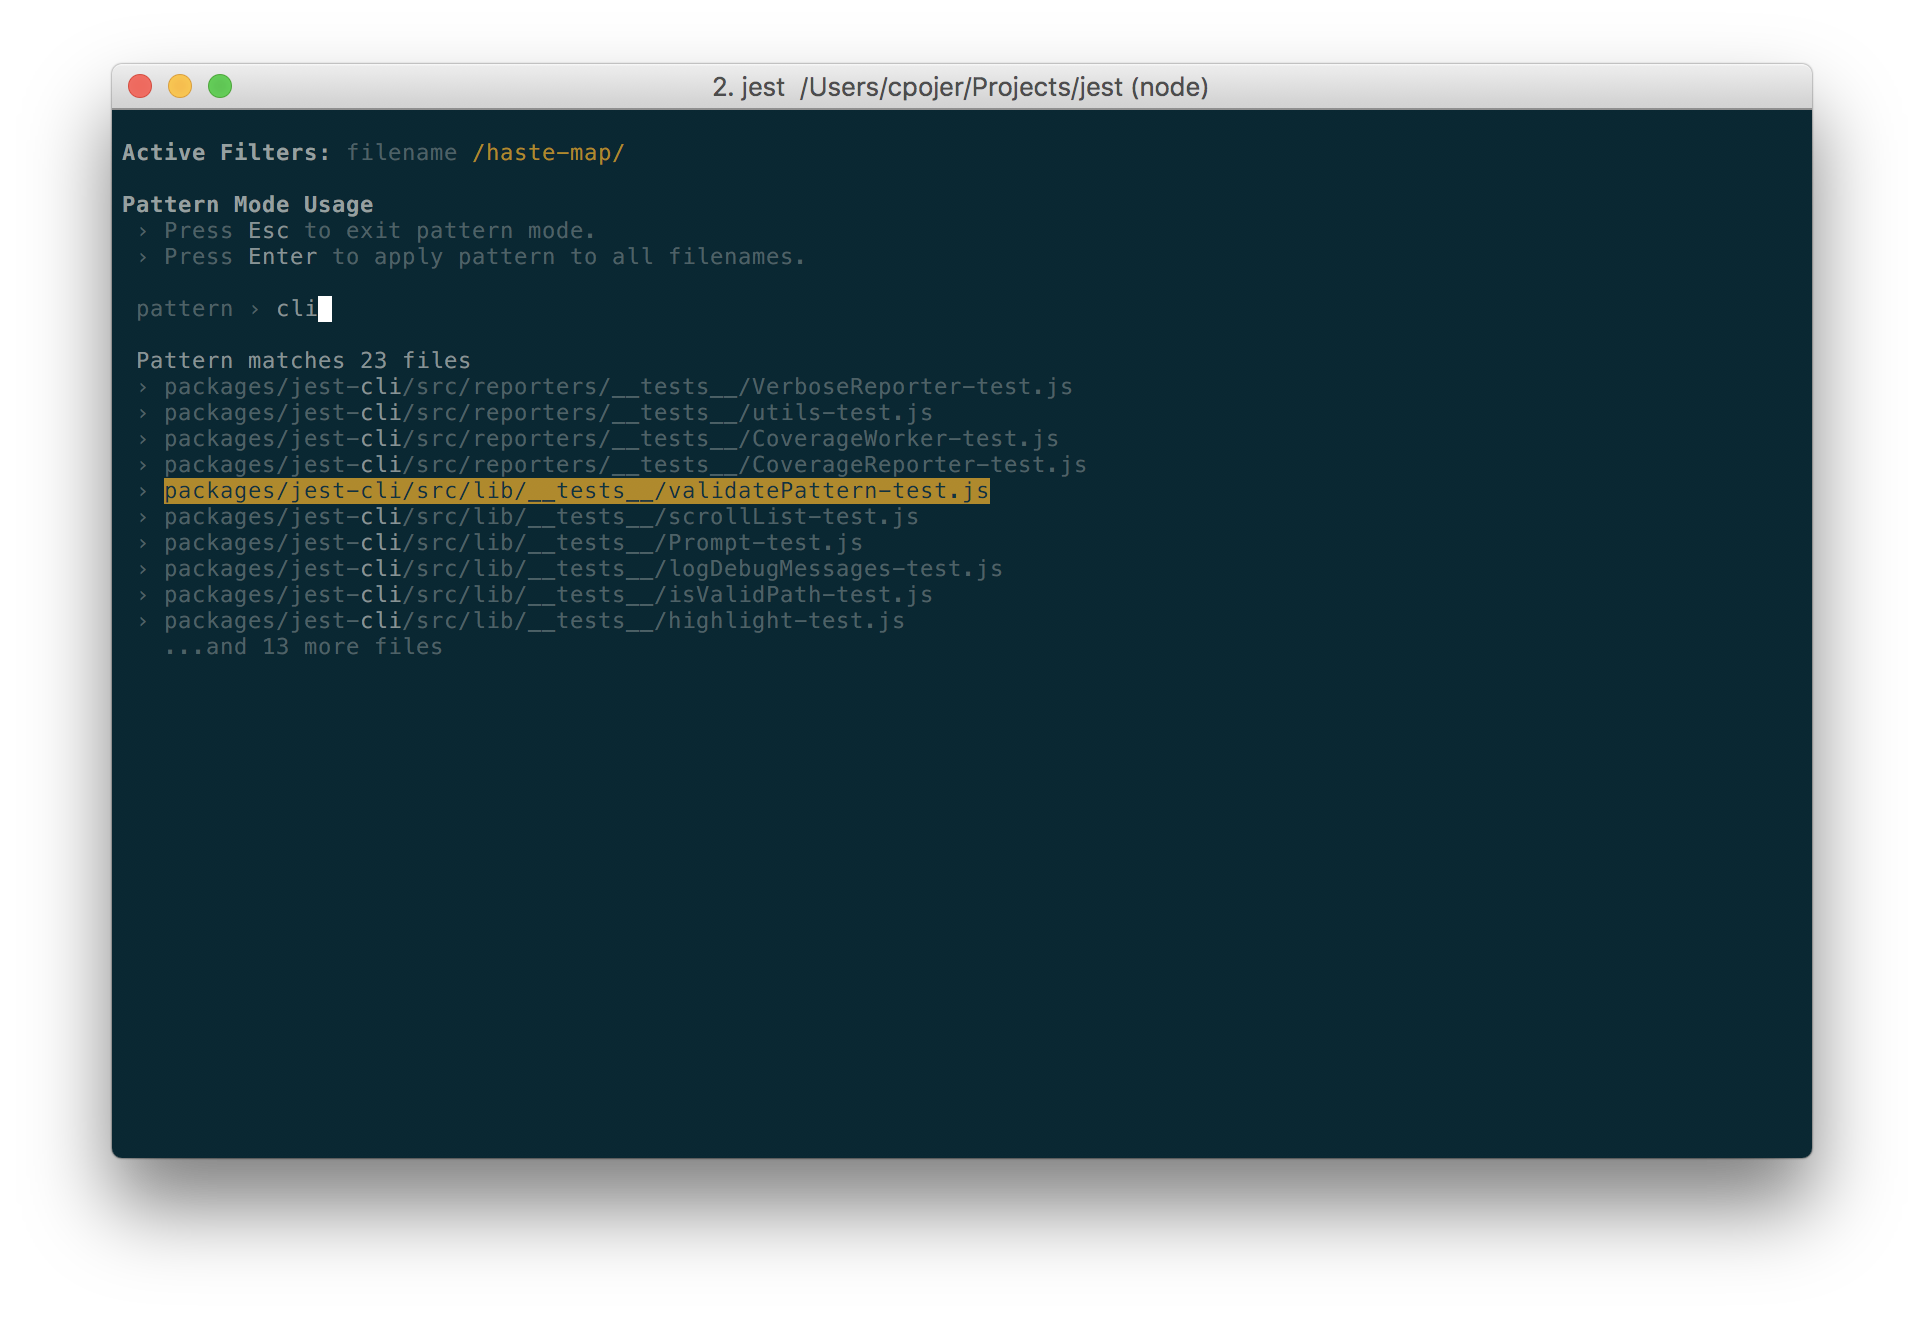 2. jest  /Users/cpojer/Projects/jest (node)
Active Filters: filename /haste-map/
Pattern Mode Usage
› Press Esc to exit pattern mode.
› Press Enter to apply pattern to all filenames.
pattern › cli
Pattern matches 23 files
› packages/jest-cli/src/reporters/__tests__/VerboseReporter-test.js
› packages/jest-cli/src/reporters/__tests__/utils-test.js
› packages/jest-cli/src/reporters/__tests__/CoverageWorker-test.js
› packages/jest-cli/src/reporters/__tests__/CoverageReporter-test.js
› packages/jest-cli/src/lib/__tests__/validatePattern-test.js
› packages/jest-cli/src/lib/__tests__/scrollList-test.js
› packages/jest-cli/src/lib/__tests__/Prompt-test.js
› packages/jest-cli/src/lib/__tests__/logDebugMessages-test.js
› packages/jest-cli/src/lib/__tests__/isValidPath-test.js
› packages/jest-cli/src/lib/__tests__/highlight-test.js
...and 13 more files